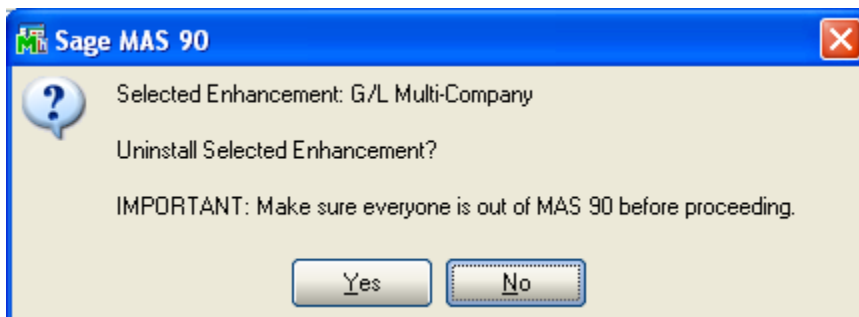 Sage MAS 90
Selected Enhancement: G/L Multi-Company
Uninstall Selected Enhancement?
IMPORTANT: Make sure everyone is out of MAS 90 before proceeding.
Yes No